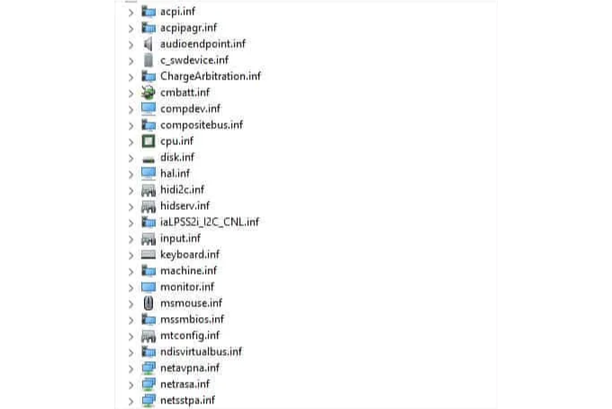 acpi.inf
acpipagr.inf
audioendpoint.inf
c_swdevice.inf
ChargeArbitration.inf
cmbatt.inf
compdev.inf
compositebus.inf
cpu.inf
disk.inf
hal.inf
hidi2c.inf
hidserv.inf
iaLPSS2i_I2C_CNL.inf
input.inf
keyboard.inf
machine.inf
monitor.inf
msmouse.inf
mssmbios.inf
mtconfig.inf
ndisvirtualbus.inf
netavpna.inf
netrasa.inf
netsstpa.inf